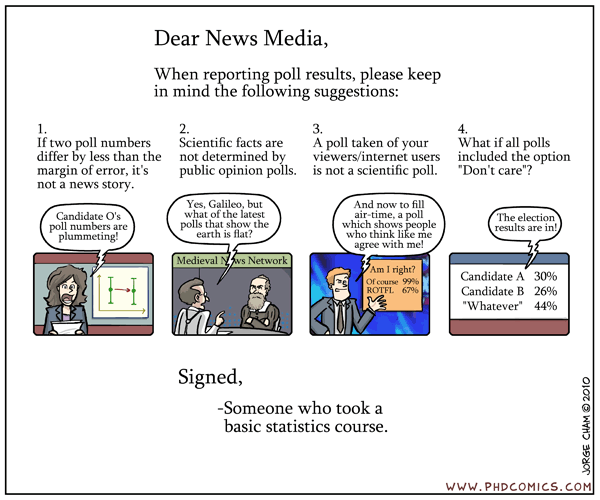 Dear News Media,
When reporting poll results, please keep
in mind the following suggestions:
1.
If two poll numbers
differ by less than the
margin of error, it's
not a news story.
Candidate O's
poll numbers are
plummeting!
2.
Scientific facts are
not determined by
public opinion polls.
Yes, Galileo, but
what of the latest
polls that show the
earth is flat?
Medieval News Network
3.
A poll taken of your
viewers/internet users
is not a scientific poll.
And now to fill
air-time, a poll
which shows people
who think like me
agree with me!
Am I right?
Of course 99%
ROTFL 67%
4.
What if all polls
included the option
"Don't care"?
The election
results are in!
Candidate A 30%
Candidate B 26%
"Whatever" 44%
Signed,
-Someone who took a
basic statistics course.
JORGE CHAM © 2010
WWW.PHDCOMICS.COM